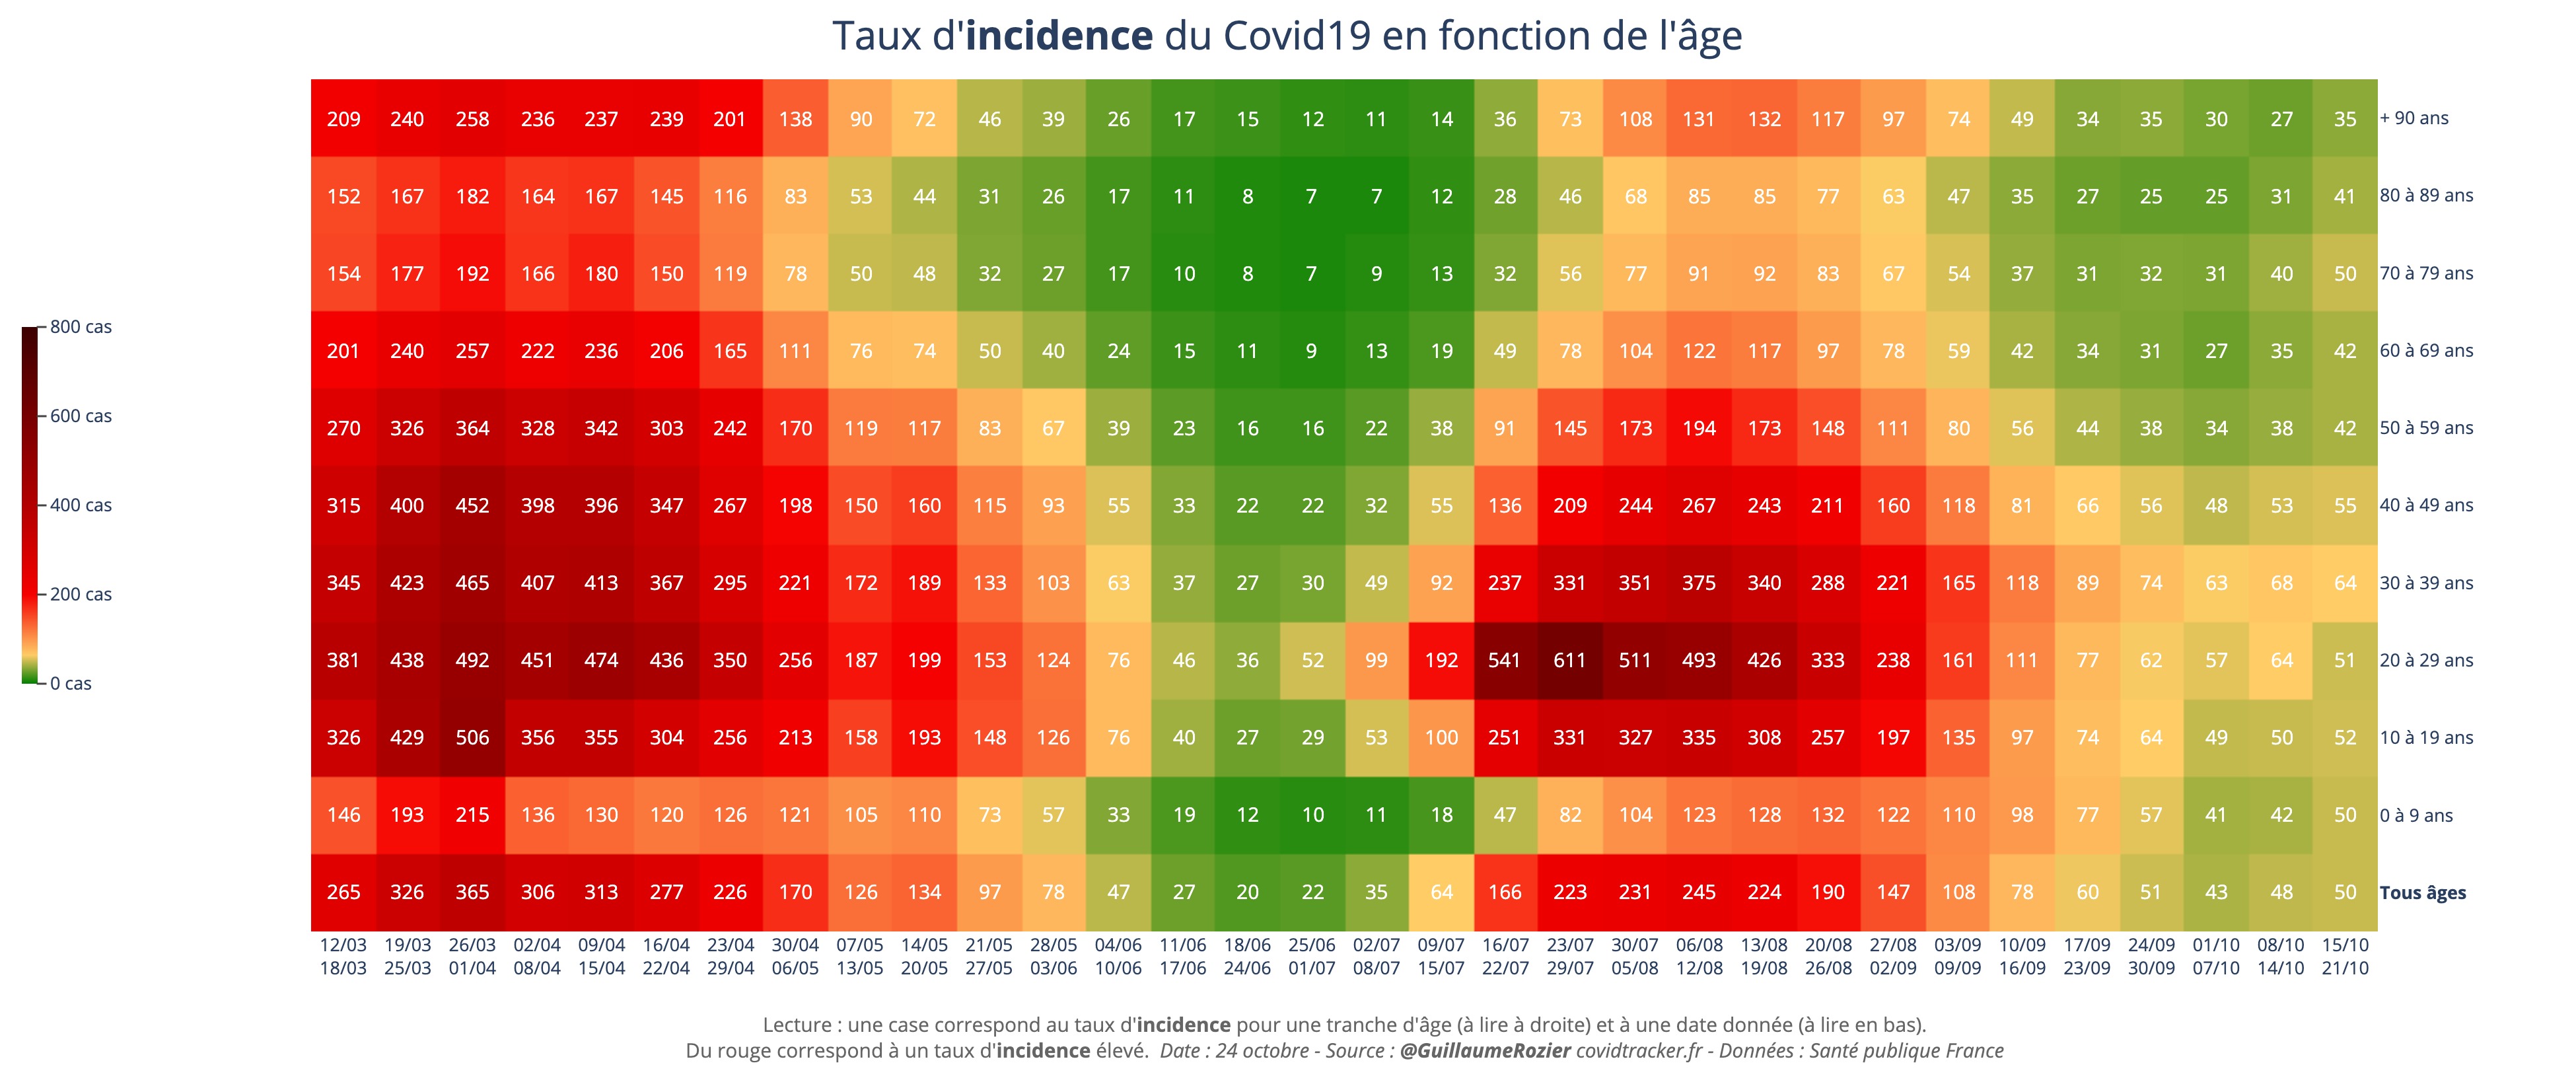 Taux d'incidence du Covid19 en fonction de l'âge
209 240 258 236 237 239 201 138 90 72 46 39 26 17 15 12 11 14 36 73 108 131 132 117 97 74 49 34 35 30 27 35 + 90 ans
152 167 182 164 167 145 116 83 53 44 31 26 17 11 8 7 7 12 28 46 68 85 85 77 63 47 35 27 25 25 31 41 80 à 89 ans
154 177 192 166 180 150 119 78 50 48 32 27 17 10 8 7 9 13 32 56 77 91 92 83 67 54 37 31 32 31 40 50 70 à 79 ans
800 cas
201 240 257 222 236 206 165 111 76 74 50 40 24 15 11 9 13 19 49 78 104 122 117 97 78 59 42 34 31 27 35 42 60 à 69 ans
600 cas
270 326 364 328 342 303 242 170 119 117 83 67 39 23 16 16 22 38 91 145 173 194 173 148 111 80 56 44 38 34 38 42 50 à 59 ans
400 cas
315 400 452 398 396 347 267 198 150 160 115 93 55 33 22 22 32 55 136 209 244 267 243 211 160 118 81 66 56 48 53 55 40 à 49 ans
200 cas
345 423 465 407 413 367 295 221 172 189 133 103 63 37 27 30 49 92 237 331 351 375 340 288 221 165 118 89 74 63 68 64 30 à 39 ans
0 cas
381 438 492 451 474 436 350 256 187 199 153 124 76 46 36 52 99 192 541 611 511 493 426 333 238 161 111 77 62 57 64 51 20 à 29 ans
326 429 506 356 355 304 256 213 158 193 148 126 76 40 27 29 53 100 251 331 327 335 308 257 197 135 97 74 64 49 50 52 10 à 19 ans
146 193 215 136 130 120 126 121 105 110 73 57 33 19 12 10 11 18 47 82 104 123 128 132 122 110 98 77 57 41 42 50 0 à 9 ans
265 326 365 306 313 277 226 170 126 134 97 78 47 27 20 22 35 64 166 223 231 245 224 190 147 108 78 60 51 43 48 50 Tous âges
12/03 19/03 26/03 02/04 09/04 16/04 23/04 30/04 07/05 14/05 21/05 28/05 04/06 11/06 18/06 25/06 02/07 09/07 16/07 23/07 30/07 06/08 13/08 20/08 27/08 03/09 10/09 17/09 24/09 01/10 08/10 15/10
18/03 25/03 01/04 08/04 15/04 22/04 29/04 06/05 13/05 20/05 27/05 03/06 10/06 17/06 24/06 01/07 08/07 15/07 22/07 29/07 05/08 12/08 19/08 26/08 02/09 09/09 16/09 23/09 30/09 07/10 14/10 21/10
Lecture : une case correspond au taux d'incidence pour une tranche d'âge (à lire à droite) et à une date donnée (à lire en bas).
Du rouge correspond à un taux d'incidence élevé. Date : 24 octobre - Source : @GuillaumeRozier covidtracker.fr - Données : Santé publique France